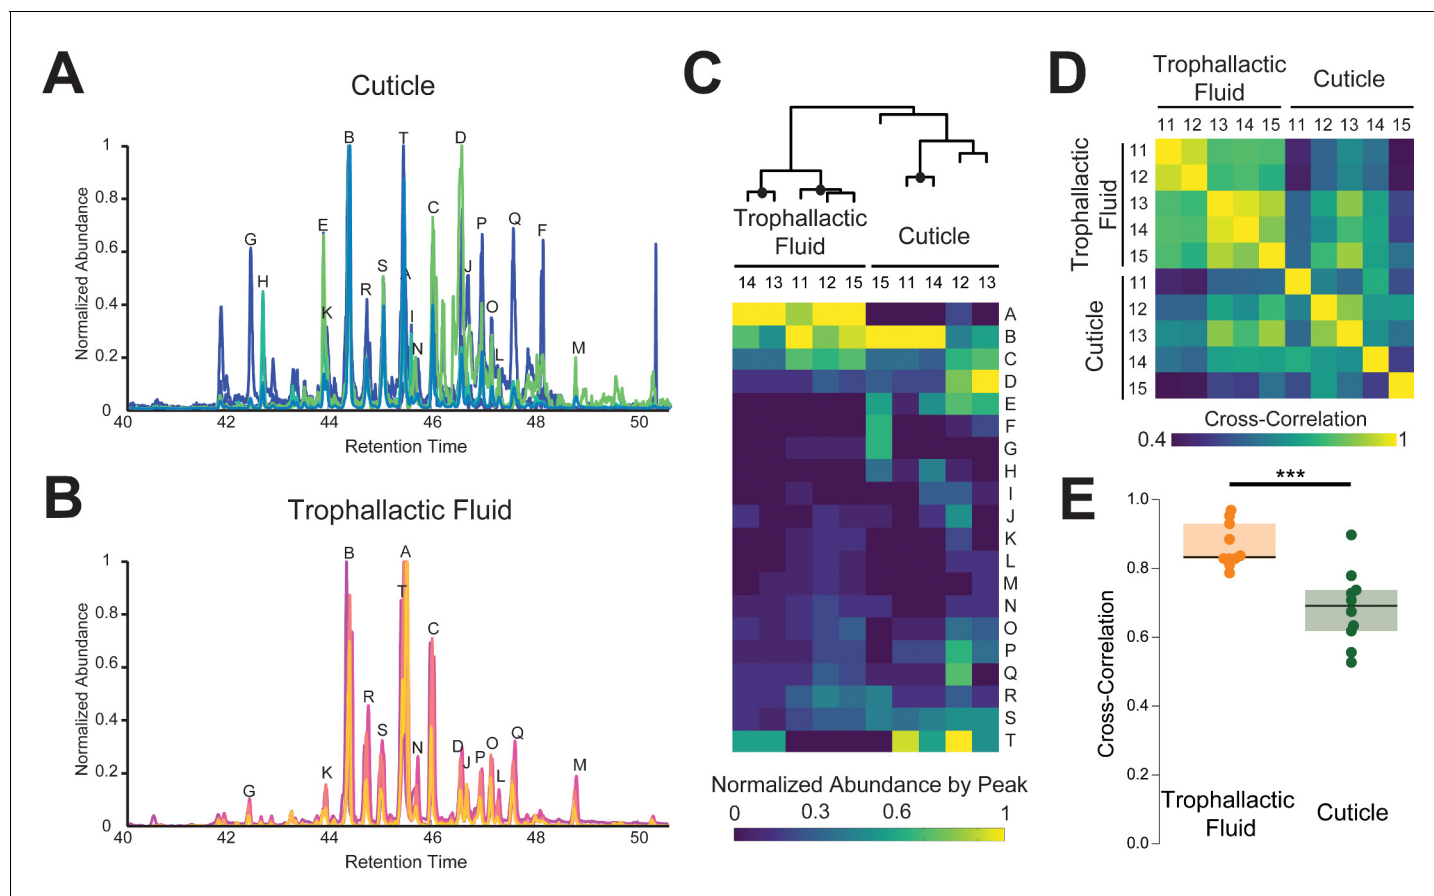 A
Cuticle
Normalized Abundance
1
0.8
0.6
0.4
0.2
0
40
42
44
46
48
50
Retention Time
G
H
E
K
B
R
S
T
A
I
N
C
D
J
P
O
L
Q
F
M
B
Trophallactic Fluid
Normalized Abundance
1
0.8
0.6
0.4
0.2
0
40
42
44
46
48
50
Retention Time
G
K
B
R
S
T
A
N
C
D
J
P
O
L
Q
M
C
Trophallactic
Fluid
Cuticle
14 13 11 12 15 15 11 14 12 13
A
B
C
D
E
F
G
H
I
J
K
L
M
N
O
P
Q
R
S
T
Normalized Abundance by Peak
0 0.3 0.6 1
D
Trophallactic
Fluid
Cuticle
11 12 13 14 15 11 12 13 14 15
Trophallactic
Fluid
Cuticle
11
12
13
14
15
11
12
13
14
15
Cross-Correlation
0.4 1
E
***
Cross-Correlation
1.0
0.8
0.6
0.4
0.2
0.0
Trophallactic
Fluid
Cuticle